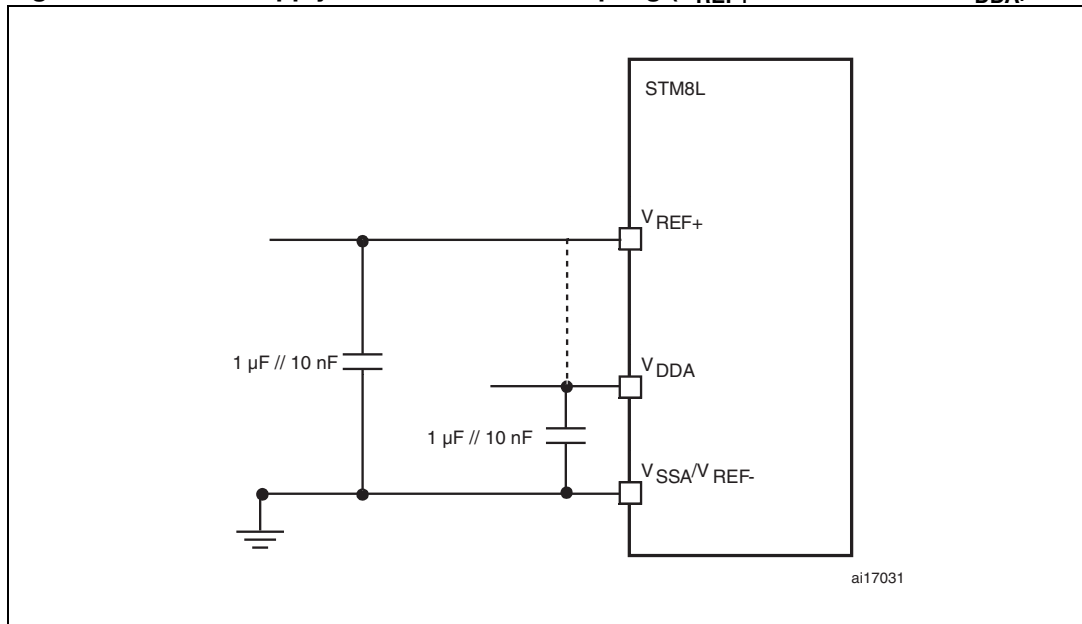 STM8L
VREF+
1 µF // 10 nF
VDDA
1 µF // 10 nF
VSSA/VREF-
ai17031